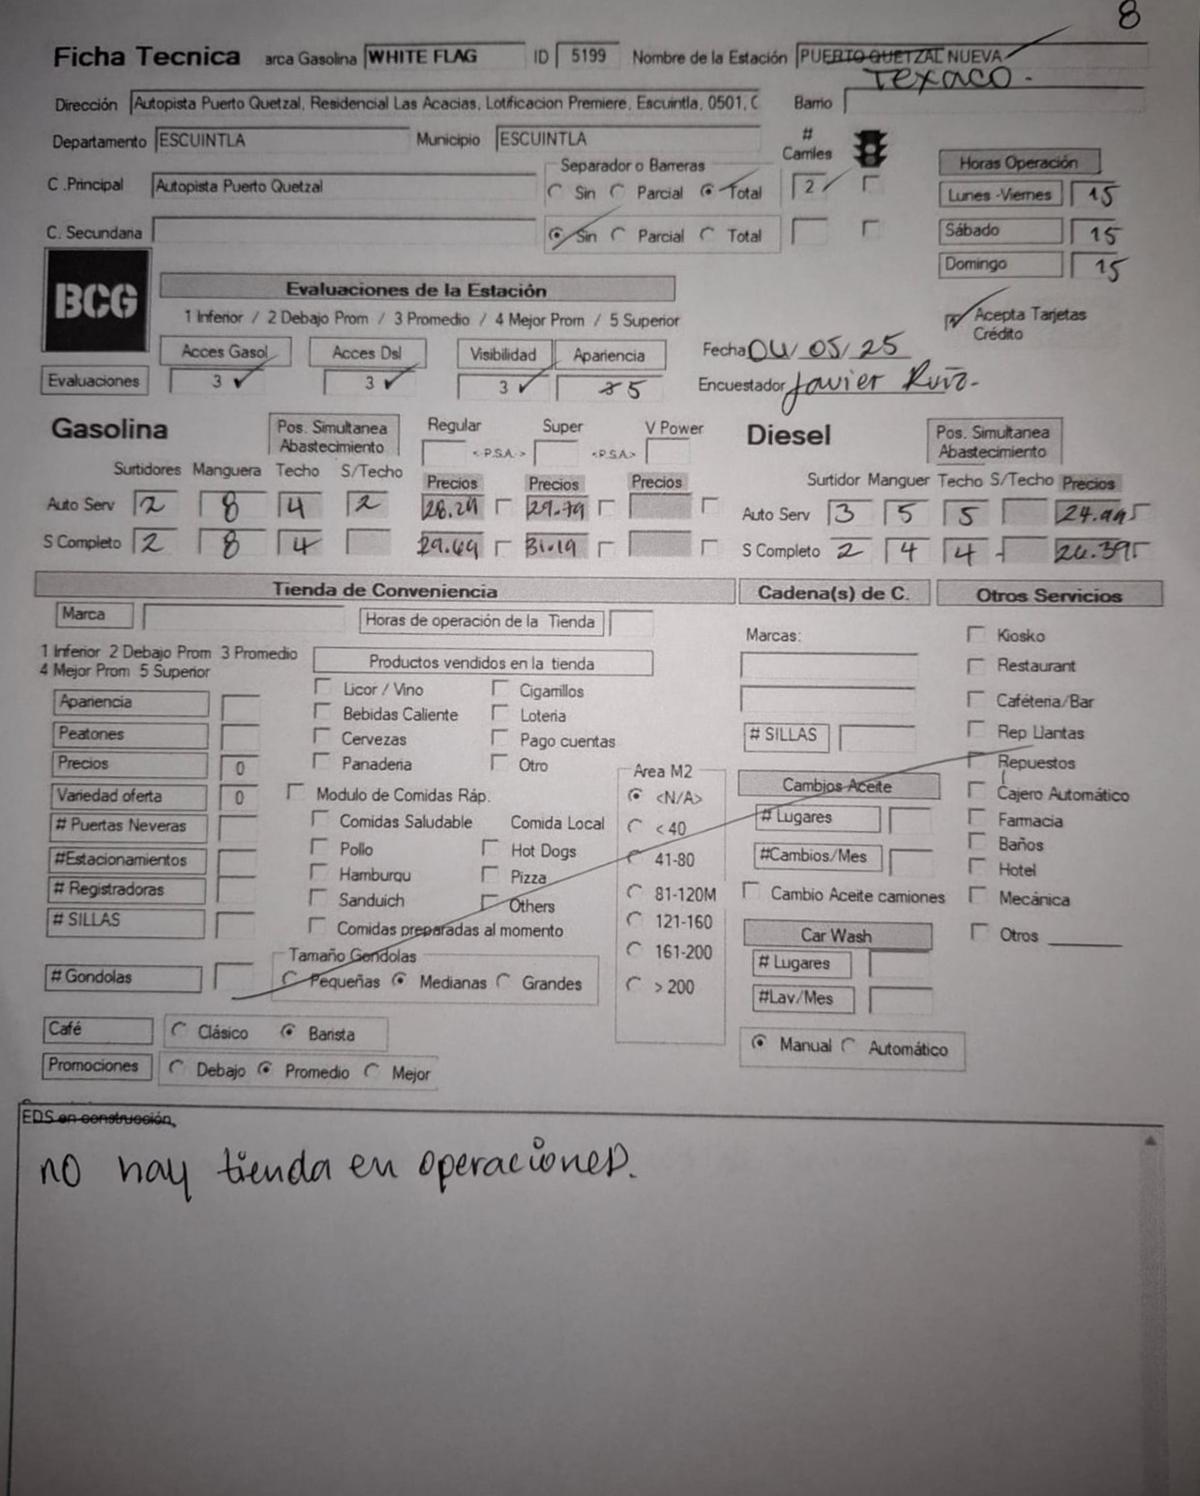 8
Ficha Tecnica arca Gasolina WHITE FLAG ID 5199 Nombre de la Estación PUERTO QUETZAL NUEVA
Texaco.
Dirección Autopista Puerto Quetzal, Residencial Las Acacias, Lotificacion Premiere, Escuintla, 0501, C Barrio
Departamento ESCUINTLA Municipio ESCUINTLA # Carriles
Separador o Barreras Horas Operación
C .Principal Autopista Puerto Quetzal Sin Parcial Total 2 Lunes -Viernes 15
C. Secundaria Sin Parcial Total Sábado 15
Domingo 15
BCG
Evaluaciones de la Estación
1 Inferior / 2 Debajo Prom / 3 Promedio / 4 Mejor Prom / 5 Superior
Acepta Tarjetas Crédito
Acces Gasol Acces Dsl Visibilidad Apariencia Fecha 04/05/25
Evaluaciones 3 3 3 5 Encuestador Javier Ruiz.
Gasolina Pos. Simultanea Abastecimiento Regular Super V Power Diesel Pos. Simultanea Abastecimiento
<-P.S.A.-> <-P.S.A.>
Surtidores Manguera Techo S/Techo Precios Precios Precios Surtidor Manguer Techo S/Techo Precios
Auto Serv 2 8 4 2 28.29 29.79 Auto Serv 3 5 5
S Completo 2 8 4 29.69 31.19 S Completo 2 4 4 26.39
Tienda de Conveniencia Cadena(s) de C. Otros Servicios
Marca Horas de operación de la Tienda Marcas: Kiosko
1 Inferior 2 Debajo Prom 3 Promedio
4 Mejor Prom 5 Superior
Productos vendidos en la tienda Restaurant
Apariencia Licor / Vino Cigarrillos Caféteria/Bar
Peatones Bebidas Caliente Loteria # SILLAS Rep Llantas
Cervezas Pago cuentas
Precios 0 Panaderia Otro Area M2 Repuestos
Variedad oferta 0 Modulo de Comidas Ráp. <N/A> Cambios Aceite Cajero Automático
# Puertas Neveras Comidas Saludable Comida Local < 40 # Lugares Farmacia
#Estacionamientos Pollo Hot Dogs 41-80 #Cambios/Mes Baños
# Registradoras Hamburqu Pizza 81-120M Cambio Aceite camiones Hotel
Mecánica
# SILLAS Sanduich Others 121-160 Car Wash Otros
Comidas preparadas al momento 161-200 # Lugares
Tamaño Gondolas
# Gondolas Pequeñas Medianas Grandes > 200 #Lav/Mes
Café Clásico Barista Manual Automático
Promociones Debajo Promedio Mejor
EDS en construcción,
no hay tienda en operaciones.